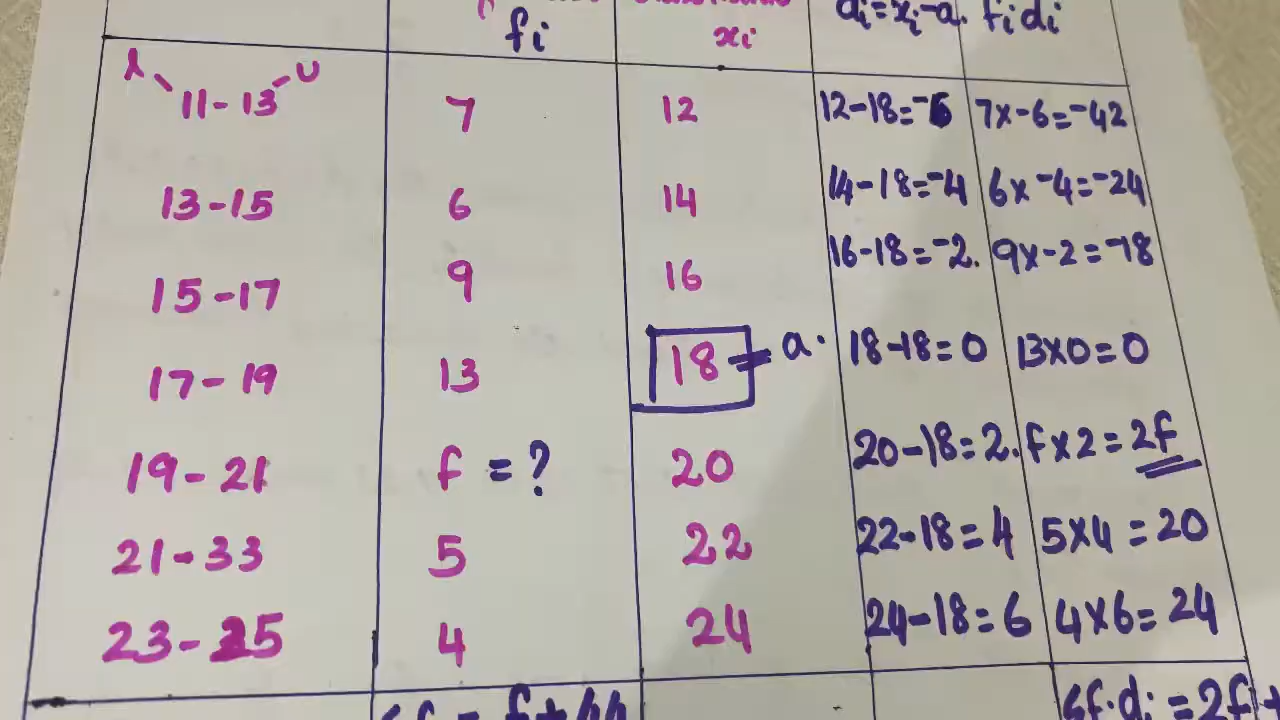 fi xi di=xi-a. fidi
l U
11-13 7 12 12-18=-6 7x-6=-42
13-15 6 14 14-18=-4 6x-4=-24
15-17 9 16 16-18=-2. 9x-2=-18
17-19 13 18 = a. 18-18=0 13x0=0
19-21 f = ? 20 20-18=2. fx2=2f
21-33 5 22 22-18=4 5x4=20
23-25 4 24 24-18=6 4x6=24